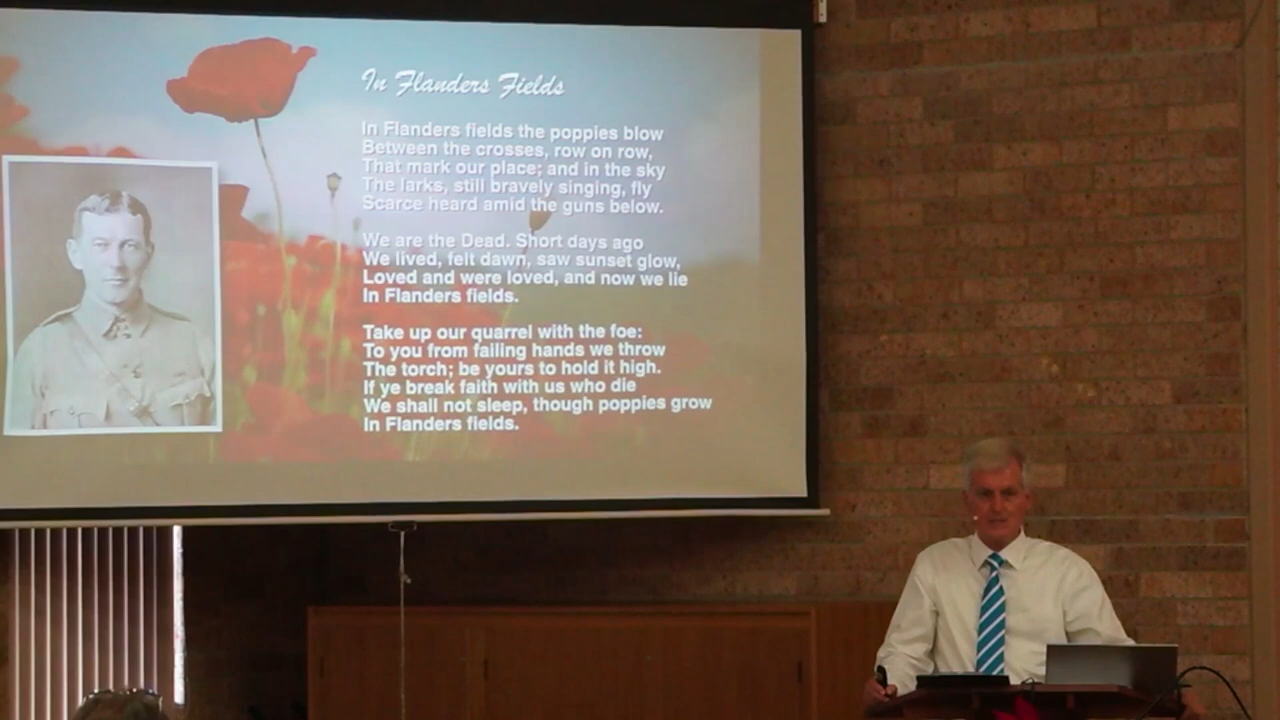 In Flanders Fields
In Flanders fields the poppies blow
Between the crosses, row on row,
That mark our place; and in the sky
The larks, still bravely singing, fly
Scarce heard amid the guns below.
We are the Dead. Short days ago
We lived, felt dawn, saw sunset glow,
Loved and were loved, and now we lie
In Flanders fields.
Take up our quarrel with the foe:
To you from failing hands we throw
The torch; be yours to hold it high.
If ye break faith with us who die
We shall not sleep, though poppies grow
In Flanders fields.